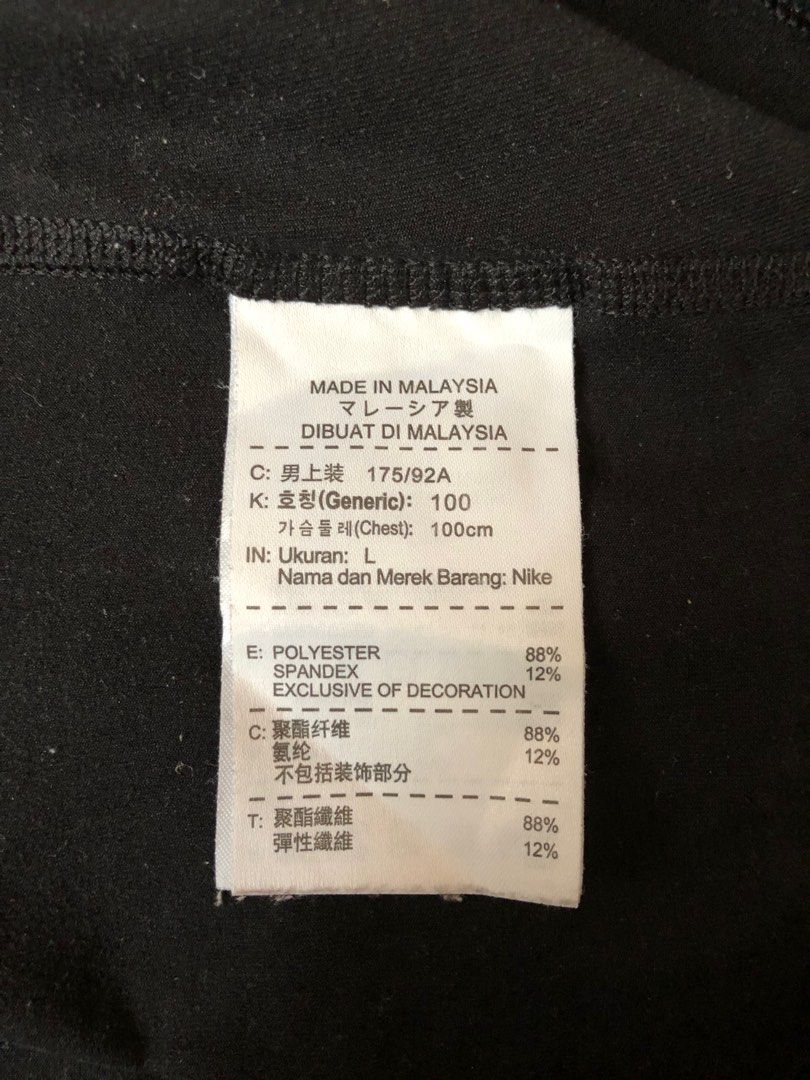 MADE IN MALAYSIA
マレーシア製
DIBUAT DI MALAYSIA
C: 男上装 175/92A
K: 호칭(Generic): 100
가슴둘레(Chest): 100cm
IN: Ukuran: L
Nama dan Merek Barang: Nike
E: POLYESTER 88%
SPANDEX 12%
EXCLUSIVE OF DECORATION
C: 聚酯纤维 88%
氨纶 12%
不包括装饰部分
T: 聚酯纖維 88%
彈性纖維 12%